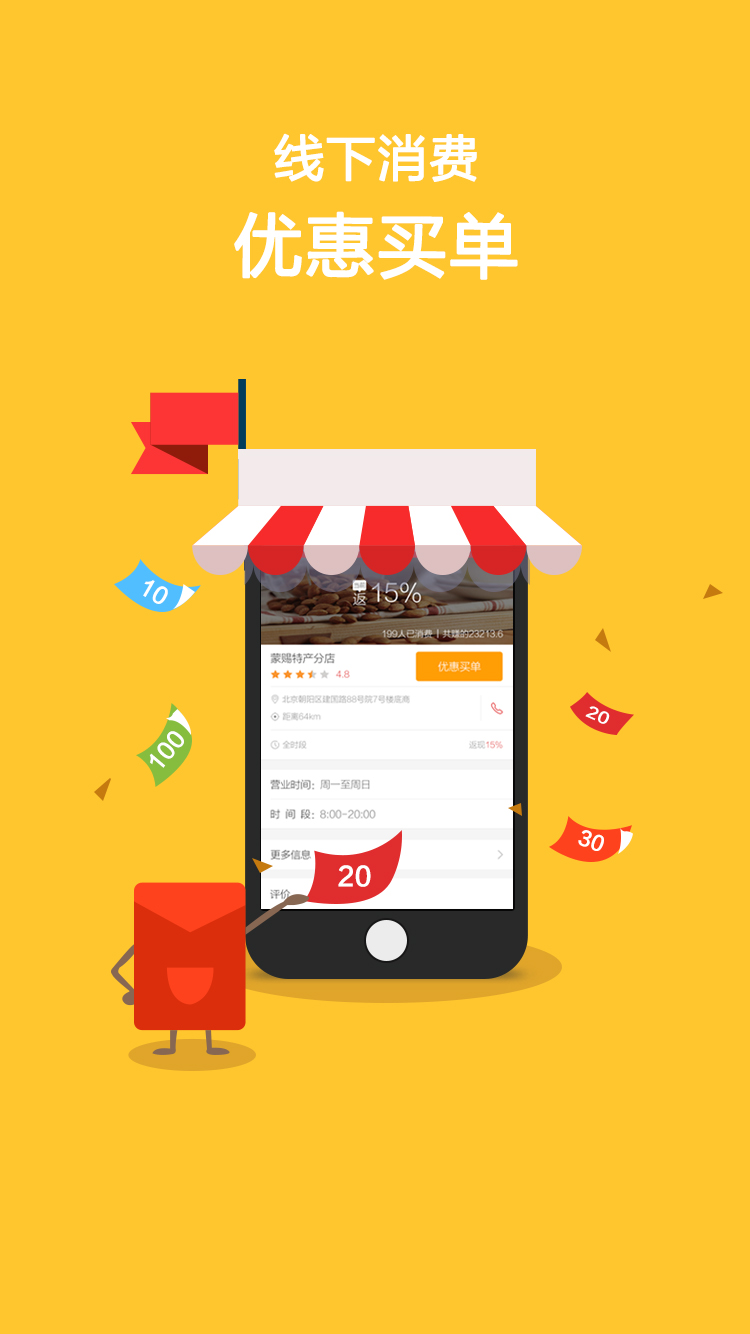 线下消费
优惠买单
返 15%
199人已消费 | 共赚的23213.6
蒙赐特产分店
优惠买单
4.8
北京朝阳区建国路88号院7号楼底商
距离64km
全时段
返现15%
营业时间：周一至周日
时 间 段：8:00-20:00
更多信息
评价
10
100
20
30
20